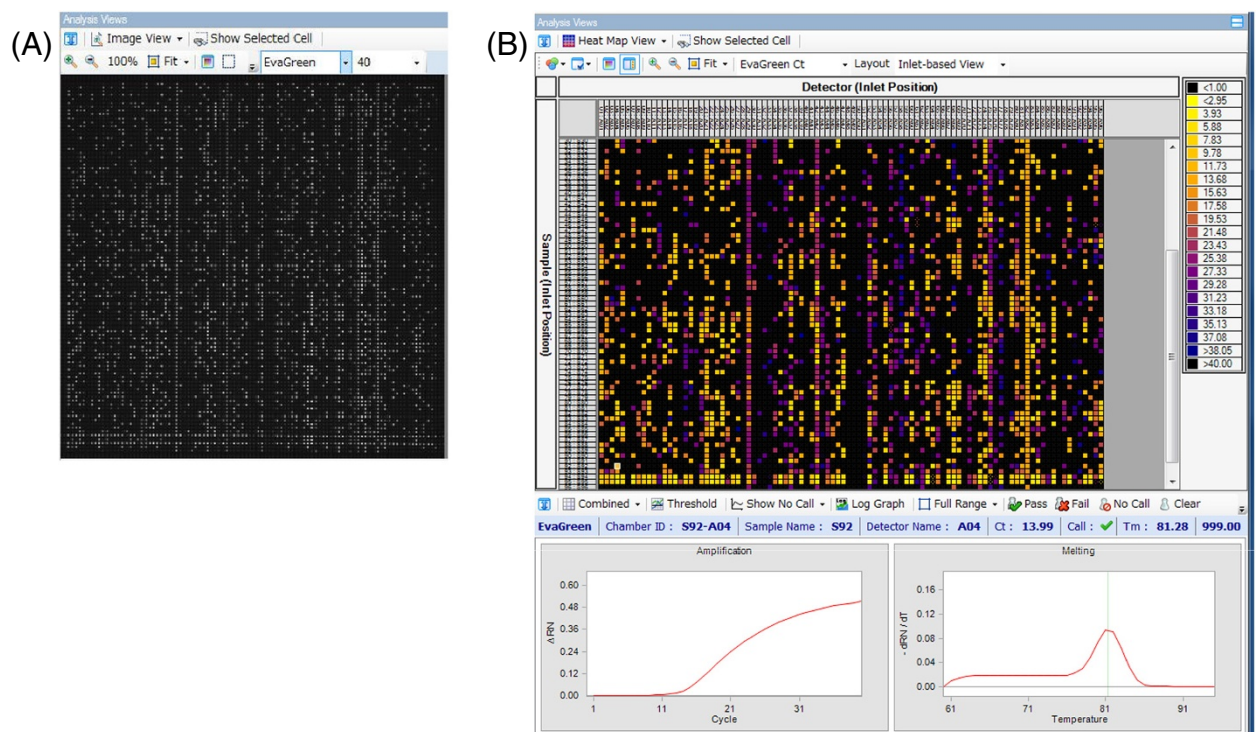 (A)
Analysis Views
Image View Show Selected Cell
100% Fit EvaGreen 40
(B)
Analysis Views
Heat Map View Show Selected Cell
Fit EvaGreen Ct Layout Inlet-based View
Detector (Inlet Position)
Sample (Inlet Position)
<1.00
<2.95
3.93
5.88
7.83
9.78
11.73
13.68
15.63
17.58
19.53
21.48
23.43
25.38
27.33
29.28
31.23
33.18
35.13
37.08
>38.05
>40.00
Combined Threshold Show No Call Log Graph Full Range Pass Fail No Call Clear
EvaGreen Chamber ID : S92-A04 Sample Name : S92 Detector Name : A04 Ct : 13.99 Call : Tm : 81.28 999.00
Amplification
Δ RN
0.60
0.48
0.36
0.24
0.12
0.00
1 11 21 31
Cycle
Melting
- dRN / dT
0.16
0.12
0.08
0.04
0.00
61 71 81 91
Temperature